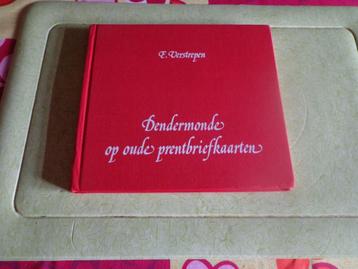 E. Verstrepen
Dendermonde
op oude prentbriefkaarten